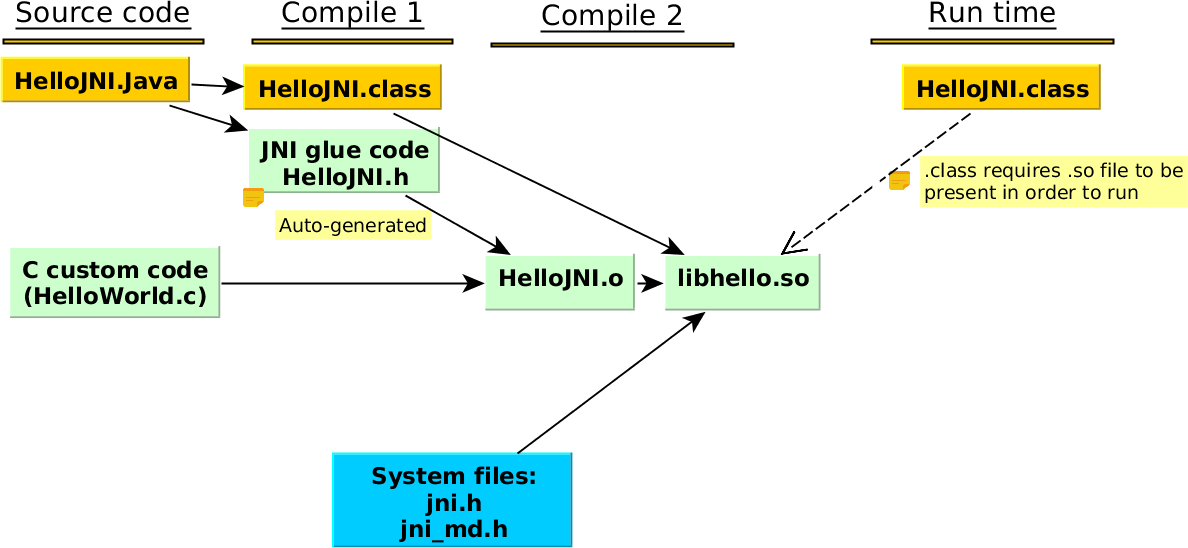 Source code
Compile 1
Compile 2
Run time
HelloJNI.Java
HelloJNI.class
HelloJNI.class
JNI glue code
HelloJNI.h
.class requires .so file to be
present in order to run
Auto-generated
C custom code
(HelloWorld.c)
HelloJNI.o
libhello.so
System files:
jni.h
jni_md.h